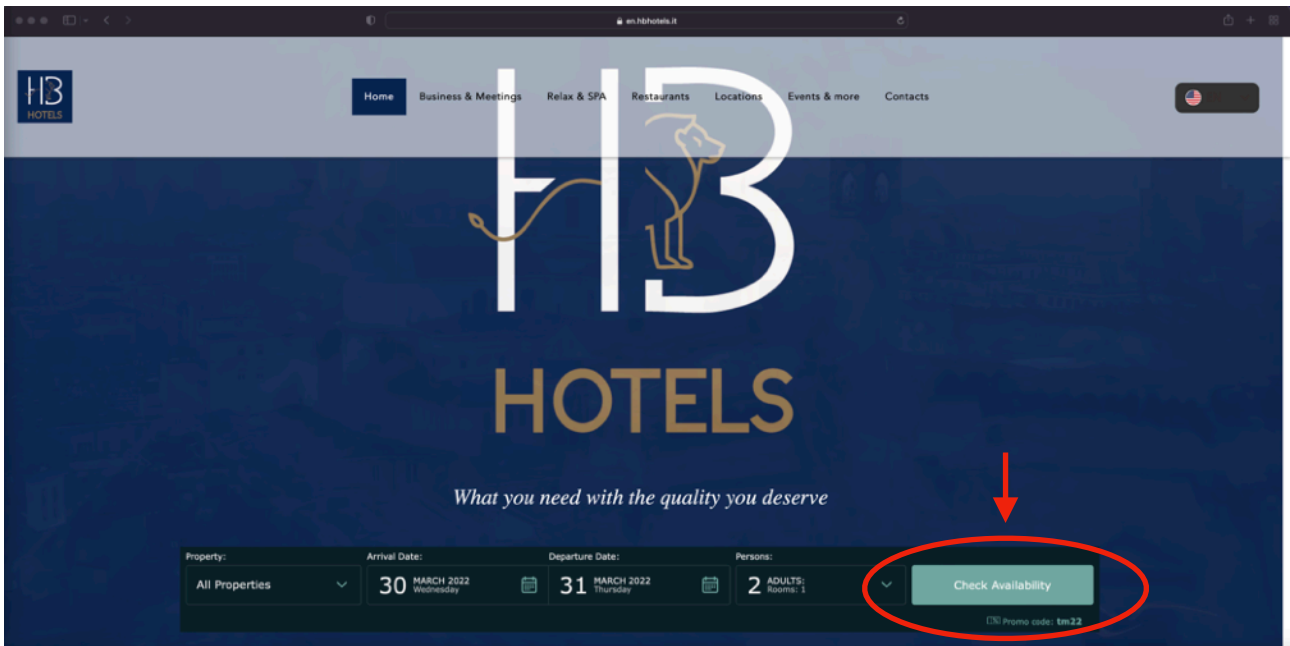 en.hbhotels.it
HB
HOTELS
Home Business & Meetings Relax & SPA Restaurants Locations Events & more Contacts
HB
HOTELS
What you need with the quality you deserve
Property: Arrival Date: Departure Date: Persons:
All Properties 30 MARCH 2022 Wednesday 31 MARCH 2022 Thursday 2 ADULTS: Rooms: 1 Check Availability
Promo code: tm22